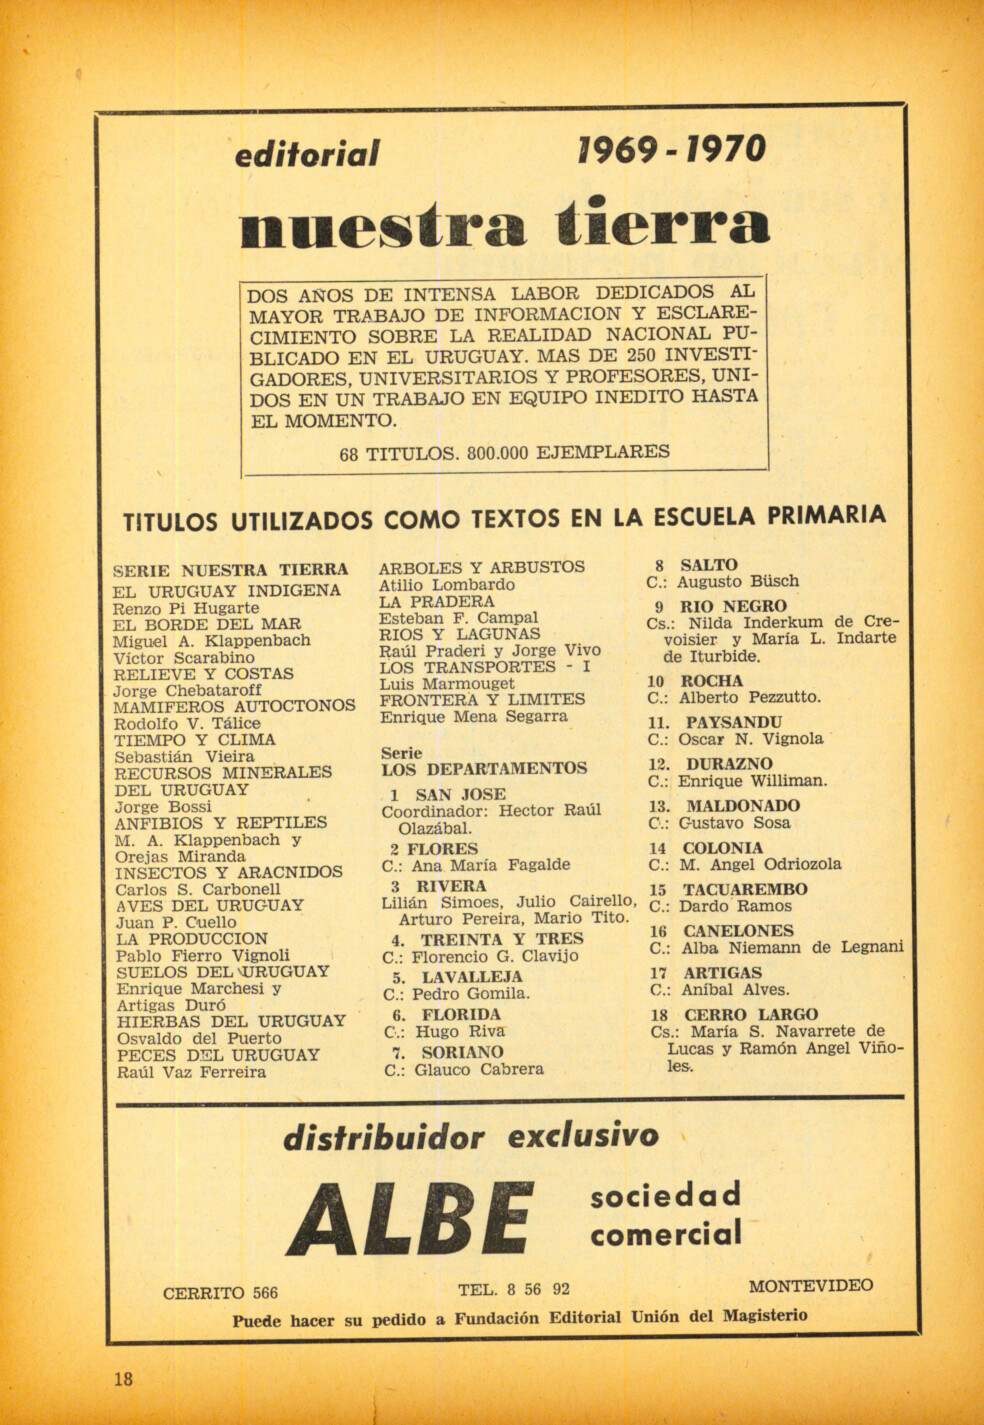 editorial 1969-1970
nuestra tierra
DOS AÑOS DE INTENSA LABOR DEDICADOS AL
MAYOR TRABAJO DE INFORMACION Y ESCLARE-
CIMIENTO SOBRE LA REALIDAD NACIONAL PU-
BLICADO EN EL URUGUAY. MAS DE 250 INVESTI-
GADORES, UNIVERSITARIOS Y PROFESORES, UNI-
DOS EN UN TRABAJO EN EQUIPO INEDITO HASTA
EL MOMENTO.
68 TITULOS. 800.000 EJEMPLARES
TITULOS UTILIZADOS COMO TEXTOS EN LA ESCUELA PRIMARIA
SERIE NUESTRA TIERRA
EL URUGUAY INDIGENA
Renzo Pi Hugarte
EL BORDE DEL MAR
Miguel A. Klappenbach
Víctor Scarabino
RELIEVE Y COSTAS
Jorge Chebataroff
MAMIFEROS AUTOCTONOS
Rodolfo V. Tálice
TIEMPO Y CLIMA
Sebastián Vieira
RECURSOS MINERALES
DEL URUGUAY
Jorge Bossi
ANFIBIOS Y REPTILES
M. A. Klappenbach y
Orejas Miranda
INSECTOS Y ARACNIDOS
Carlos S. Carbonell
AVES DEL URUGUAY
Juan P. Cuello
LA PRODUCCION
Pablo Fierro Vignoli
SUELOS DEL URUGUAY
Enrique Marchesi y
Artigas Duró
HIERBAS DEL URUGUAY
Osvaldo del Puerto
PECES DEL URUGUAY
Raúl Vaz Ferreira
ARBOLES Y ARBUSTOS
Atilio Lombardo
LA PRADERA
Esteban F. Campal
RIOS Y LAGUNAS
Raúl Praderi y Jorge Vivo
LOS TRANSPORTES - I
Luis Marmouget
FRONTERA Y LIMITES
Enrique Mena Segarra
Serie
LOS DEPARTAMENTOS
1 SAN JOSE
Coordinador: Hector Raúl
Olazábal.
2 FLORES
C.: Ana María Fagalde
3 RIVERA
Lilián Simoes, Julio Cairello,
Arturo Pereira, Mario Tito.
4. TREINTA Y TRES
C.: Florencio G. Clavijo
5. LAVALLEJA
C.: Pedro Gomila.
6. FLORIDA
C.: Hugo Riva
7. SORIANO
C.: Glauco Cabrera
8 SALTO
C.: Augusto Büsch
9 RIO NEGRO
Cs.: Nilda Inderkum de Cre-
voisier y María L. Indarte
de Iturbide.
10 ROCHA
C.: Alberto Pezzutto.
11. PAYSANDU
C.: Oscar N. Vignola
12. DURAZNO
C.: Enrique Williman.
13. MALDONADO
C.: Gustavo Sosa
14 COLONIA
C.: M. Angel Odriozola
15 TACUAREMBO
C.: Dardo Ramos
16 CANELONES
C.: Alba Niemann de Legnani
17 ARTIGAS
C.: Aníbal Alves.
18 CERRO LARGO
Cs.: María S. Navarrete de
Lucas y Ramón Angel Viño-
les.
distribuidor exclusivo
ALBE sociedad
comercial
CERRITO 566 TEL. 8 56 92 MONTEVIDEO
Puede hacer su pedido a Fundación Editorial Unión del Magisterio
18